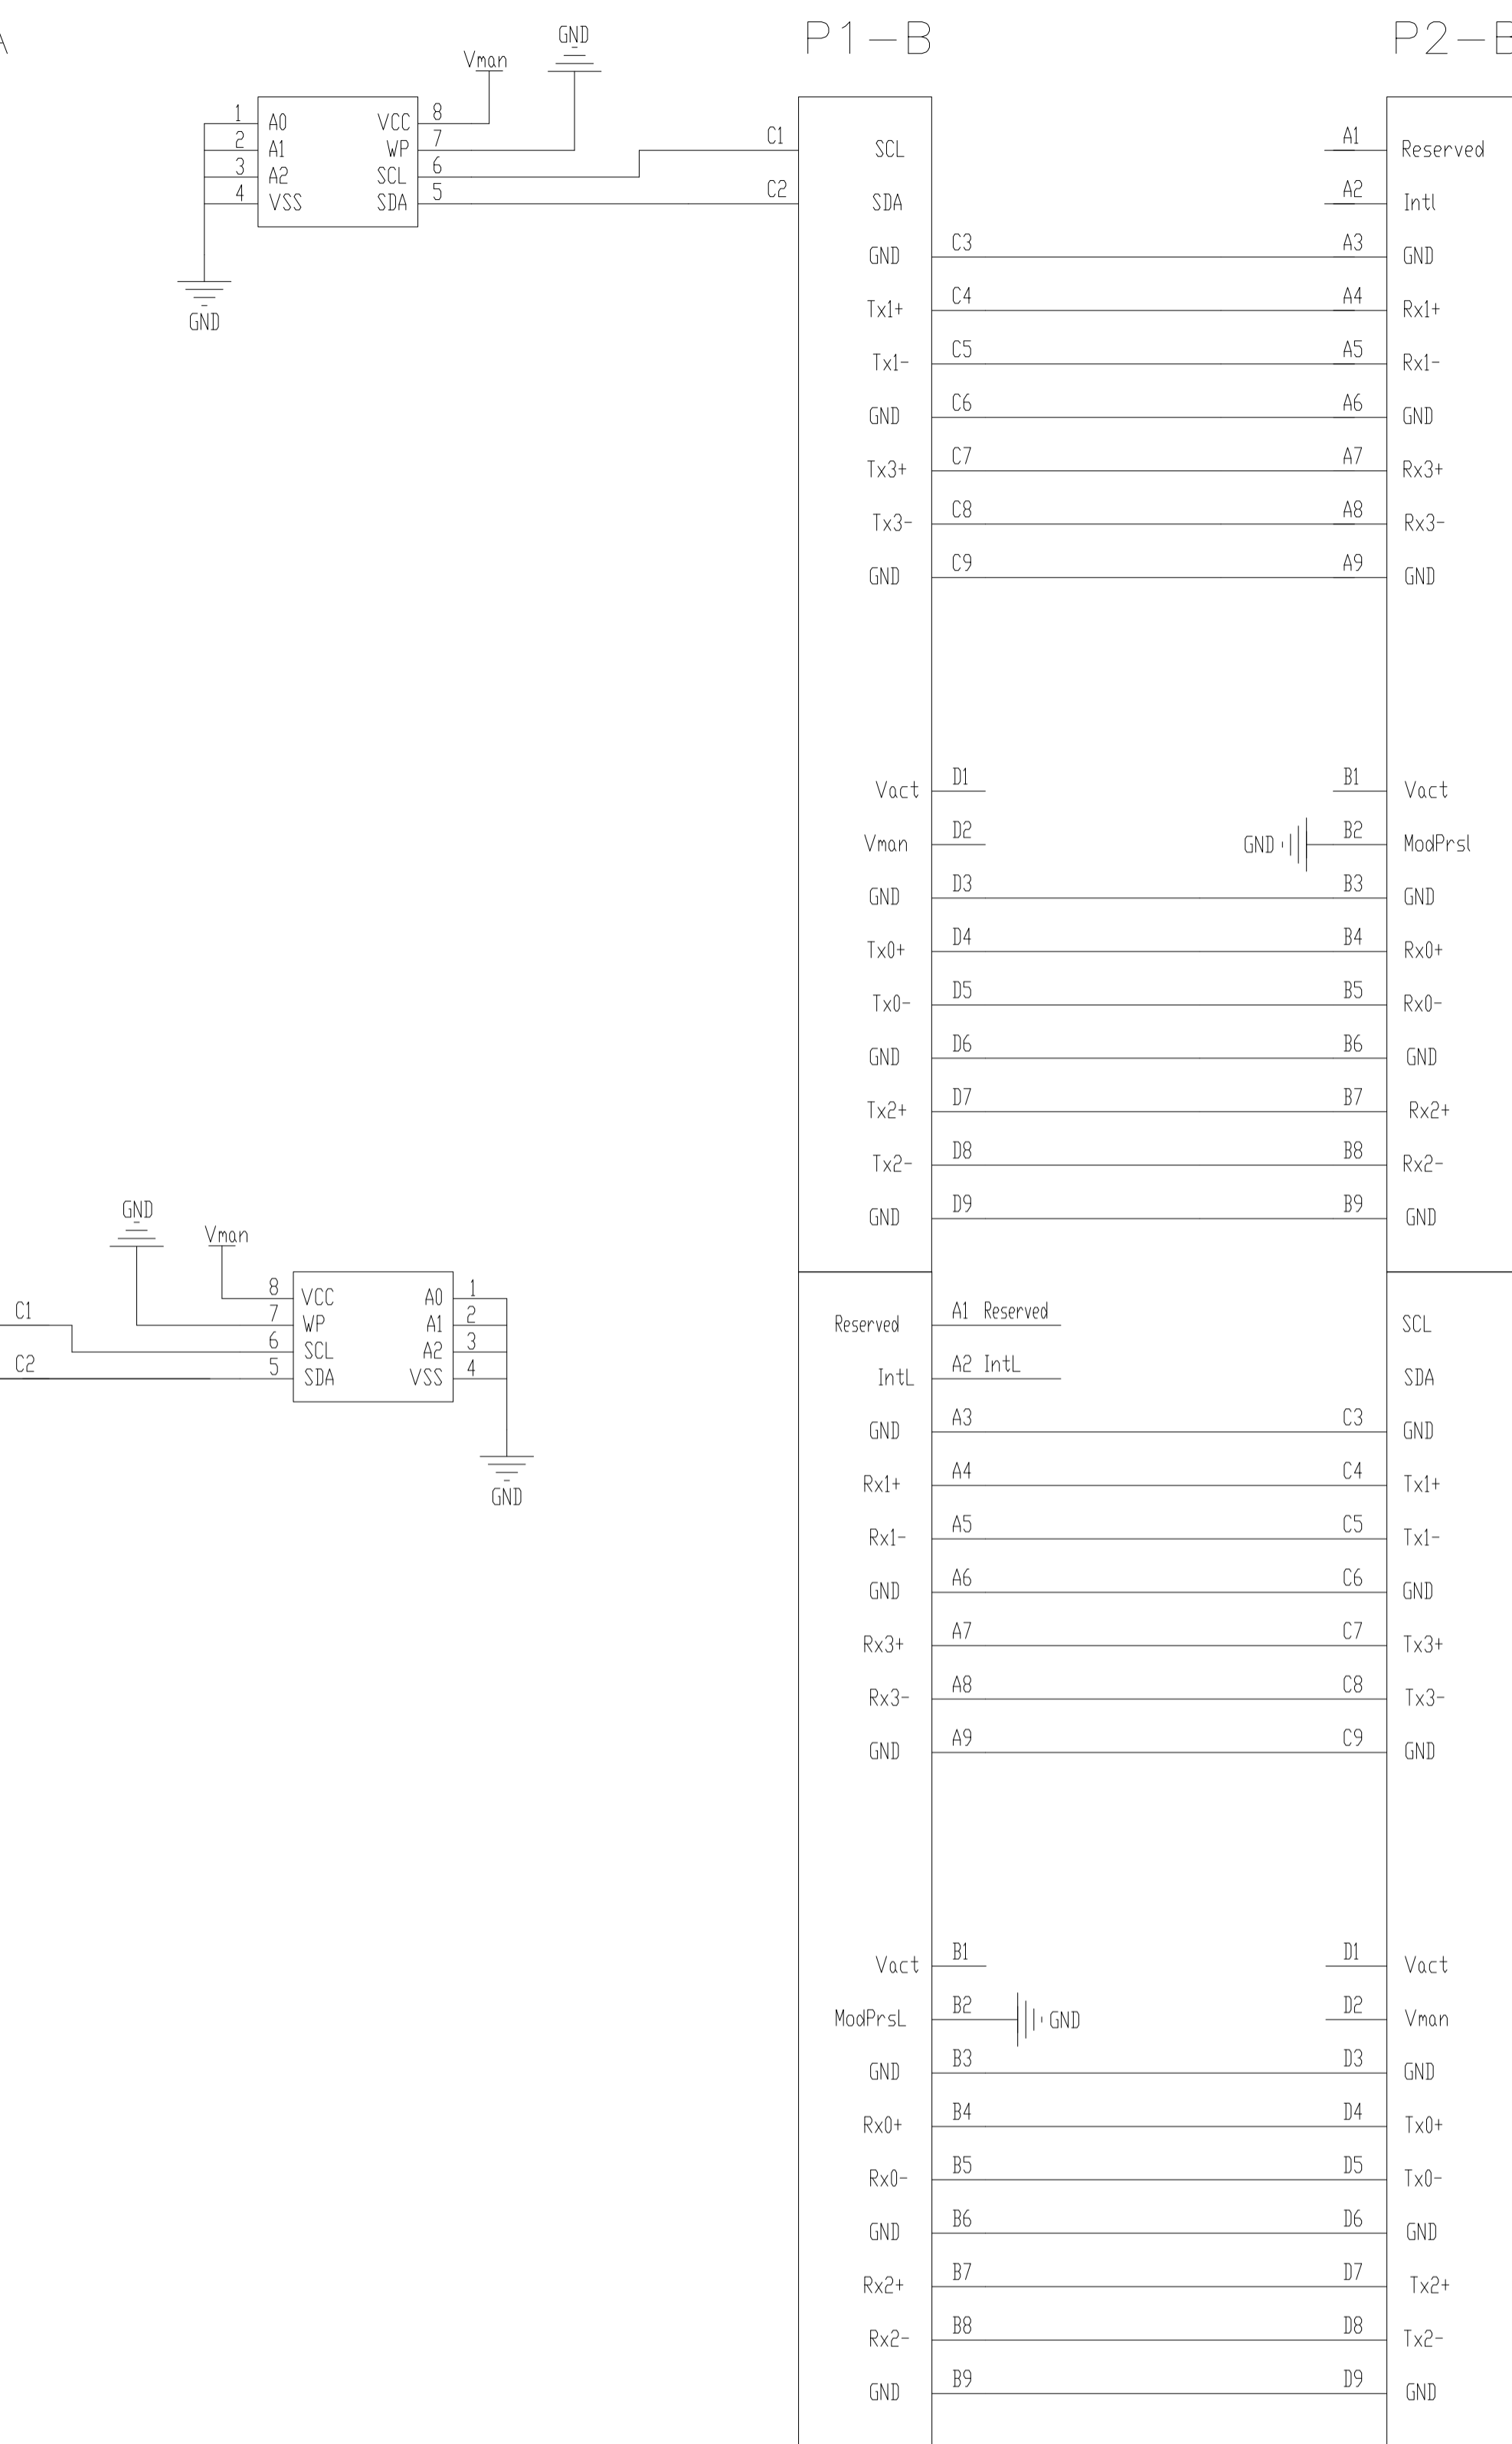 A
P1-B
P2-B
GND
Vman
1 A0 VCC 8
2 A1 WP 7
3 A2 SCL 6
4 VSS SDA 5
GND
C1 SCL
C2 SDA
GND C3
Tx1+ C4
Tx1- C5
GND C6
Tx3+ C7
Tx3- C8
GND C9
A1 Reserved
A2 Intl
A3 GND
A4 Rx1+
A5 Rx1-
A6 GND
A7 Rx3+
A8 Rx3-
A9 GND
Vact D1
Vman D2
GND D3
Tx0+ D4
Tx0- D5
GND D6
Tx2+ D7
Tx2- D8
GND D9
B1 Vact
GND B2 ModPrsl
B3 GND
B4 Rx0+
B5 Rx0-
B6 GND
B7 Rx2+
B8 Rx2-
B9 GND
GND
Vman
8 VCC A0 1
7 WP A1 2
6 SCL A2 3
5 SDA VSS 4
C1
C2
GND
Reserved A1 Reserved
IntL A2 IntL
GND A3
Rx1+ A4
Rx1- A5
GND A6
Rx3+ A7
Rx3- A8
GND A9
SCL
SDA
C3 GND
C4 Tx1+
C5 Tx1-
C6 GND
C7 Tx3+
C8 Tx3-
C9 GND
Vact B1
ModPrsL B2 GND
GND B3
Rx0+ B4
Rx0- B5
GND B6
Rx2+ B7
Rx2- B8
GND B9
D1 Vact
D2 Vman
D3 GND
D4 Tx0+
D5 Tx0-
D6 GND
D7 Tx2+
D8 Tx2-
D9 GND